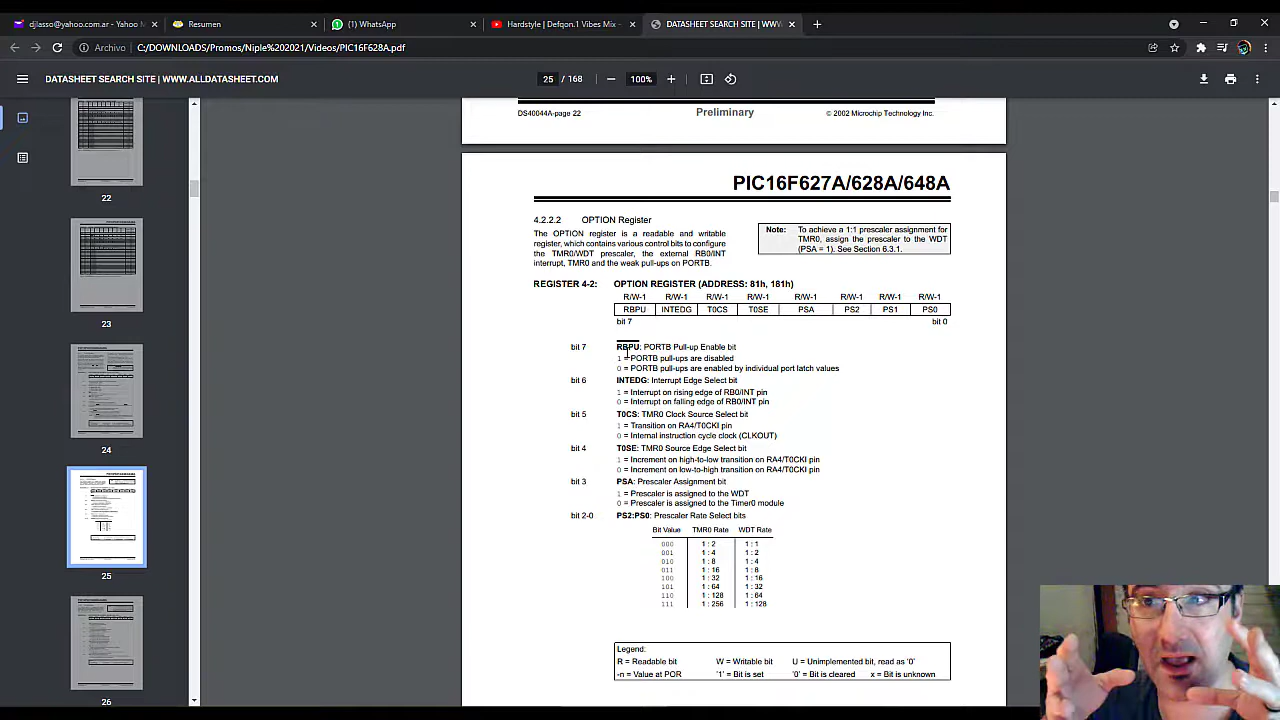 djlasso@yahoo.com.ar - Yahoo M
Resumen
(1) WhatsApp
Hardstyle | Defqon.1 Vibes Mix -
DATASHEET SEARCH SITE | WWW.
Archivo
C:/DOWNLOADS/Promos/Niple%202021/Videos/PIC16F628A.pdf
DATASHEET SEARCH SITE | WWW.ALLDATASHEET.COM
25 / 168
100%
22
23
24
25
26
DS40044A-page 22
Preliminary
© 2002 Microchip Technology Inc.
PIC16F627A/628A/648A
4.2.2.2 OPTION Register
The OPTION register is a readable and writable
register, which contains various control bits to configure
the TMR0/WDT prescaler, the external RB0/INT
interrupt, TMR0 and the weak pull-ups on PORTB.
Note: To achieve a 1:1 prescaler assignment for
TMR0, assign the prescaler to the WDT
(PSA = 1). See Section 6.3.1.
REGISTER 4-2: OPTION REGISTER (ADDRESS: 81h, 181h)
R/W-1 R/W-1 R/W-1 R/W-1 R/W-1 R/W-1 R/W-1 R/W-1
RBPU INTEDG T0CS T0SE PSA PS2 PS1 PS0
bit 7 bit 0
bit 7 RBPU: PORTB Pull-up Enable bit
1 = PORTB pull-ups are disabled
0 = PORTB pull-ups are enabled by individual port latch values
bit 6 INTEDG: Interrupt Edge Select bit
1 = Interrupt on rising edge of RB0/INT pin
0 = Interrupt on falling edge of RB0/INT pin
bit 5 T0CS: TMR0 Clock Source Select bit
1 = Transition on RA4/T0CKI pin
0 = Internal instruction cycle clock (CLKOUT)
bit 4 T0SE: TMR0 Source Edge Select bit
1 = Increment on high-to-low transition on RA4/T0CKI pin
0 = Increment on low-to-high transition on RA4/T0CKI pin
bit 3 PSA: Prescaler Assignment bit
1 = Prescaler is assigned to the WDT
0 = Prescaler is assigned to the Timer0 module
bit 2-0 PS2:PS0: Prescaler Rate Select bits
Bit Value TMR0 Rate WDT Rate
000 1 : 2 1 : 1
001 1 : 4 1 : 2
010 1 : 8 1 : 4
011 1 : 16 1 : 8
100 1 : 32 1 : 16
101 1 : 64 1 : 32
110 1 : 128 1 : 64
111 1 : 256 1 : 128
Legend:
R = Readable bit W = Writable bit U = Unimplemented bit, read as '0'
-n = Value at POR '1' = Bit is set '0' = Bit is cleared x = Bit is unknown